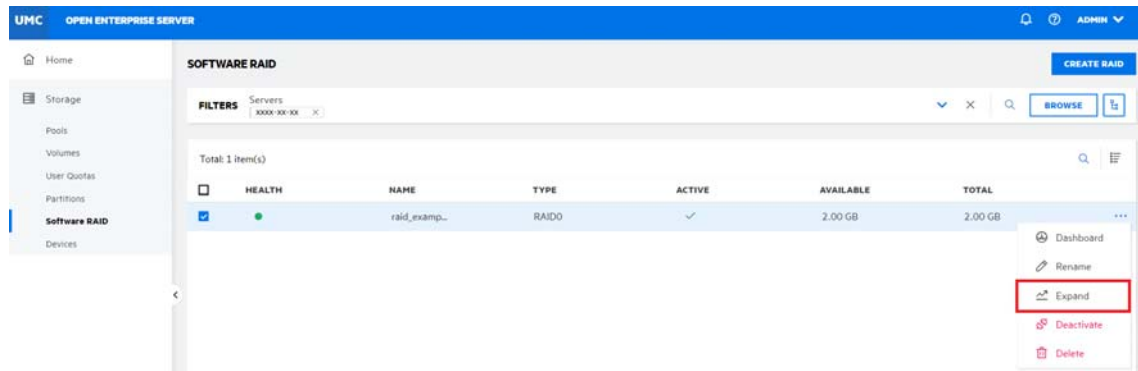 UMC OPEN ENTERPRISE SERVER ADMIN
Home
Storage
Pools
Volumes
User Quotas
Partitions
Software RAID
Devices
SOFTWARE RAID
CREATE RAID
FILTERS Servers
xxxx-xx-xx
BROWSE
Total: 1 item(s)
HEALTH NAME TYPE ACTIVE AVAILABLE TOTAL
raid_examp... RAID0 2.00 GB 2.00 GB
Dashboard
Rename
Expand
Deactivate
Delete